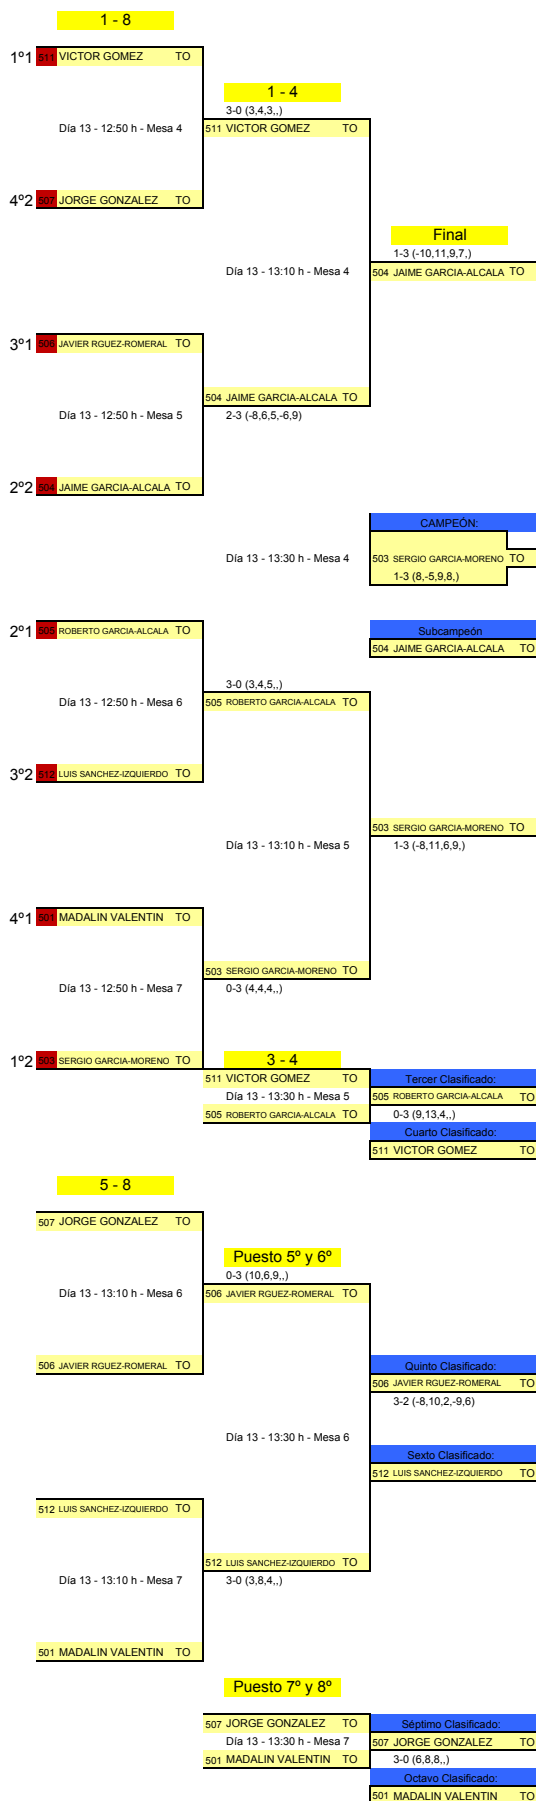 1 - 8
1º1 511 VICTOR GOMEZ TO
1 - 4
3-0 (3,4,3,,)
Día 13 - 12:50 h - Mesa 4
511 VICTOR GOMEZ TO
4º2 507 JORGE GONZALEZ TO
Final
1-3 (-10,11,9,7,)
Día 13 - 13:10 h - Mesa 4
504 JAIME GARCIA-ALCALA TO
3º1 506 JAVIER RGUEZ-ROMERAL TO
504 JAIME GARCIA-ALCALA TO
Día 13 - 12:50 h - Mesa 5
2-3 (-8,6,5,-6,9)
2º2 504 JAIME GARCIA-ALCALA TO
CAMPEÓN:
Día 13 - 13:30 h - Mesa 4
503 SERGIO GARCIA-MORENO TO
1-3 (8,-5,9,8,)
2º1 505 ROBERTO GARCIA-ALCALA TO
Subcampeón
504 JAIME GARCIA-ALCALA TO
3-0 (3,4,5,,)
Día 13 - 12:50 h - Mesa 6
505 ROBERTO GARCIA-ALCALA TO
3º2 512 LUIS SANCHEZ-IZQUIERDO TO
503 SERGIO GARCIA-MORENO TO
Día 13 - 13:10 h - Mesa 5
1-3 (-8,11,6,9,)
4º1 501 MADALIN VALENTIN TO
503 SERGIO GARCIA-MORENO TO
Día 13 - 12:50 h - Mesa 7
0-3 (4,4,4,,)
1º2 503 SERGIO GARCIA-MORENO TO
3 - 4
511 VICTOR GOMEZ TO
Tercer Clasificado:
Día 13 - 13:30 h - Mesa 5
505 ROBERTO GARCIA-ALCALA TO
505 ROBERTO GARCIA-ALCALA TO
0-3 (9,13,4,,)
Cuarto Clasificado:
511 VICTOR GOMEZ TO
5 - 8
507 JORGE GONZALEZ TO
Puesto 5º y 6º
0-3 (10,6,9,,)
Día 13 - 13:10 h - Mesa 6
506 JAVIER RGUEZ-ROMERAL TO
506 JAVIER RGUEZ-ROMERAL TO
Quinto Clasificado:
506 JAVIER RGUEZ-ROMERAL TO
3-2 (-8,10,2,-9,6)
Día 13 - 13:30 h - Mesa 6
Sexto Clasificado:
512 LUIS SANCHEZ-IZQUIERDO TO
512 LUIS SANCHEZ-IZQUIERDO TO
512 LUIS SANCHEZ-IZQUIERDO TO
Día 13 - 13:10 h - Mesa 7
3-0 (3,8,4,,)
501 MADALIN VALENTIN TO
Puesto 7º y 8º
507 JORGE GONZALEZ TO
Séptimo Clasificado:
Día 13 - 13:30 h - Mesa 7
507 JORGE GONZALEZ TO
501 MADALIN VALENTIN TO
3-0 (6,8,8,,)
Octavo Clasificado:
501 MADALIN VALENTIN TO